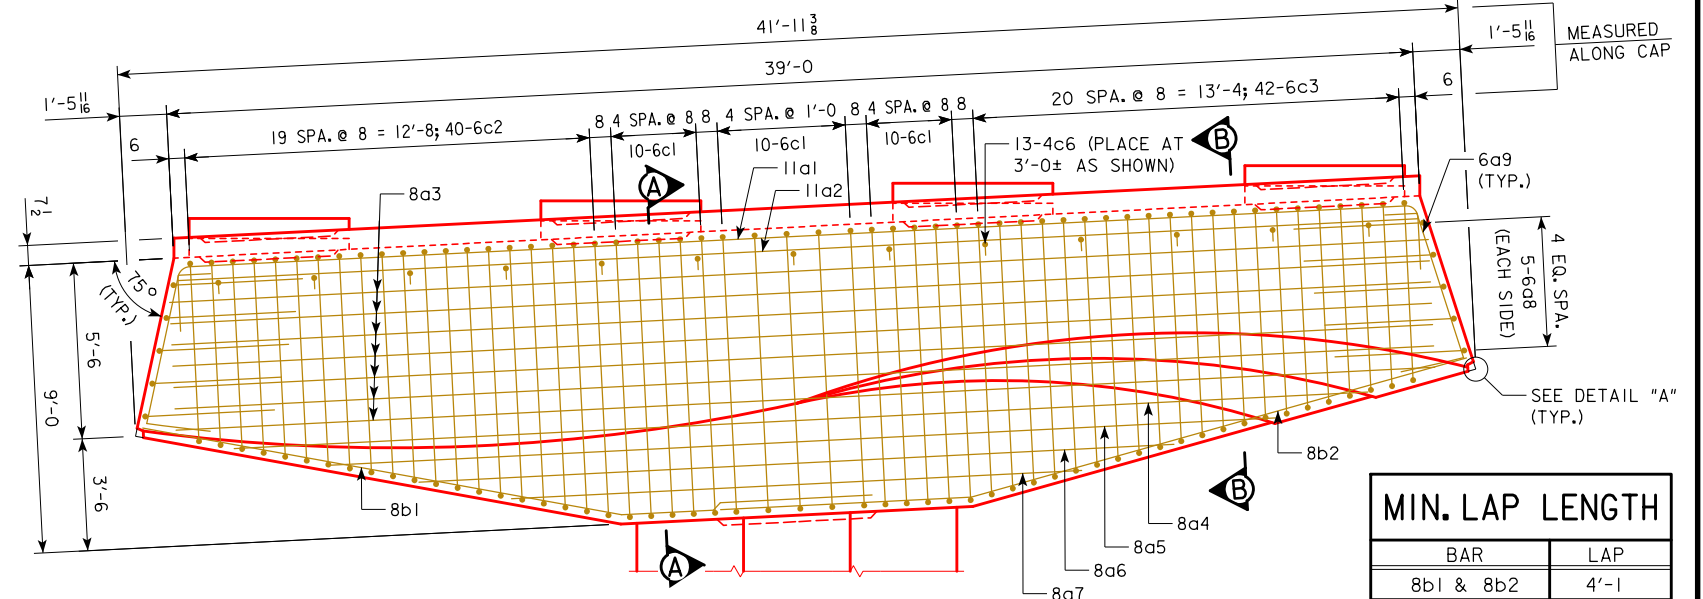 41'-11 3/8
1'-5 11/16
MEASURED
ALONG CAP
39'-0
1'-5 11/16
6
20 SPA. @ 8 = 13'-4; 42-6c3
6
19 SPA. @ 8 = 12'-8; 40-6c2
8 4 SPA. @ 8 8 4 SPA. @ 1'-0 8 4 SPA. @ 8 8
10-6c1
10-6c1
10-6c1
13-4c6 (PLACE AT
3'-0± AS SHOWN)
B
A
11a1
11a2
8a3
6a9
(TYP.)
7 1/2
75°
(TYP.)
5'-6
9'-0
3'-6
4 EQ. SPA.
5-6a8
(EACH SIDE)
SEE DETAIL "A"
(TYP.)
8b1
8b2
B
A
8a4
8a5
8a6
8a7
MIN. LAP LENGTH
BAR LAP
8b1 & 8b2 4'-1